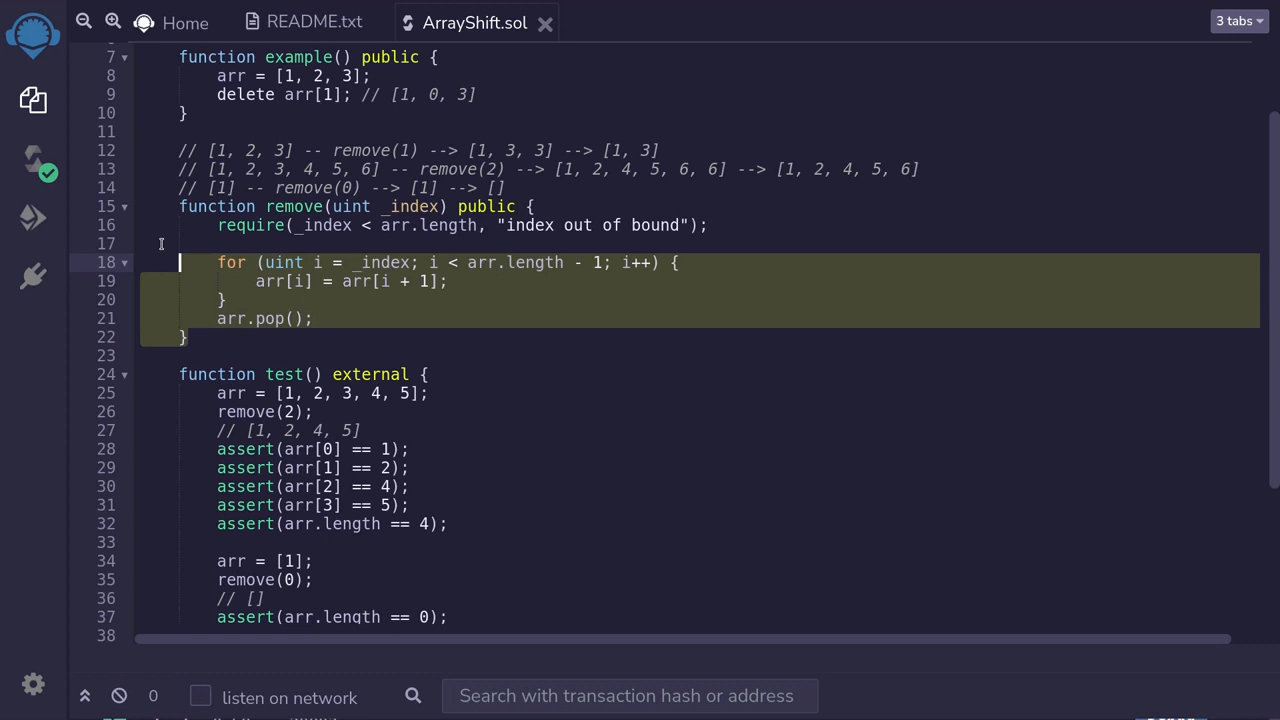 Home
README.txt
ArrayShift.sol
3 tabs
7 function example() public {
8 arr = [1, 2, 3];
9 delete arr[1]; // [1, 0, 3]
10 }
11
12 // [1, 2, 3] -- remove(1) --> [1, 3, 3] --> [1, 3]
13 // [1, 2, 3, 4, 5, 6] -- remove(2) --> [1, 2, 4, 5, 6, 6] --> [1, 2, 4, 5, 6]
14 // [1] -- remove(0) --> [1] --> []
15 function remove(uint _index) public {
16 require(_index < arr.length, "index out of bound");
17
18 for (uint i = _index; i < arr.length - 1; i++) {
19 arr[i] = arr[i + 1];
20 }
21 arr.pop();
22 }
23
24 function test() external {
25 arr = [1, 2, 3, 4, 5];
26 remove(2);
27 // [1, 2, 4, 5]
28 assert(arr[0] == 1);
29 assert(arr[1] == 2);
30 assert(arr[2] == 4);
31 assert(arr[3] == 5);
32 assert(arr.length == 4);
33
34 arr = [1];
35 remove(0);
36 // []
37 assert(arr.length == 0);
38
0 listen on network Search with transaction hash or address